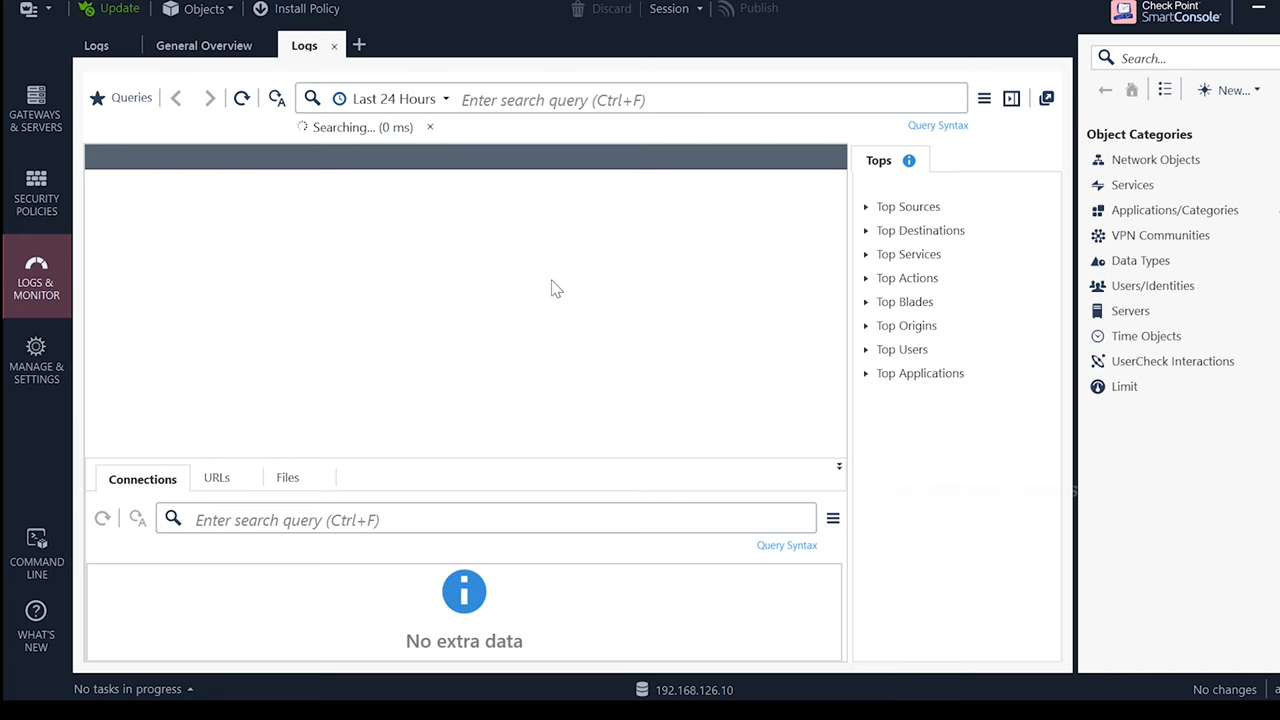 Update
Objects
Install Policy
Discard
Session
Publish
Check Point
SmartConsole
Logs
General Overview
Logs
GATEWAYS
& SERVERS
SECURITY
POLICIES
LOGS &
MONITOR
MANAGE &
SETTINGS
COMMAND
LINE
WHAT'S
NEW
Queries
Last 24 Hours
Enter search query (Ctrl+F)
Searching... (0 ms)
Query Syntax
Tops
Top Sources
Top Destinations
Top Services
Top Actions
Top Blades
Top Origins
Top Users
Top Applications
Connections
URLs
Files
Enter search query (Ctrl+F)
Query Syntax
No extra data
Search...
New...
Object Categories
Network Objects
Services
Applications/Categories
VPN Communities
Data Types
Users/Identities
Servers
Time Objects
UserCheck Interactions
Limit
No tasks in progress
192.168.126.10
No changes